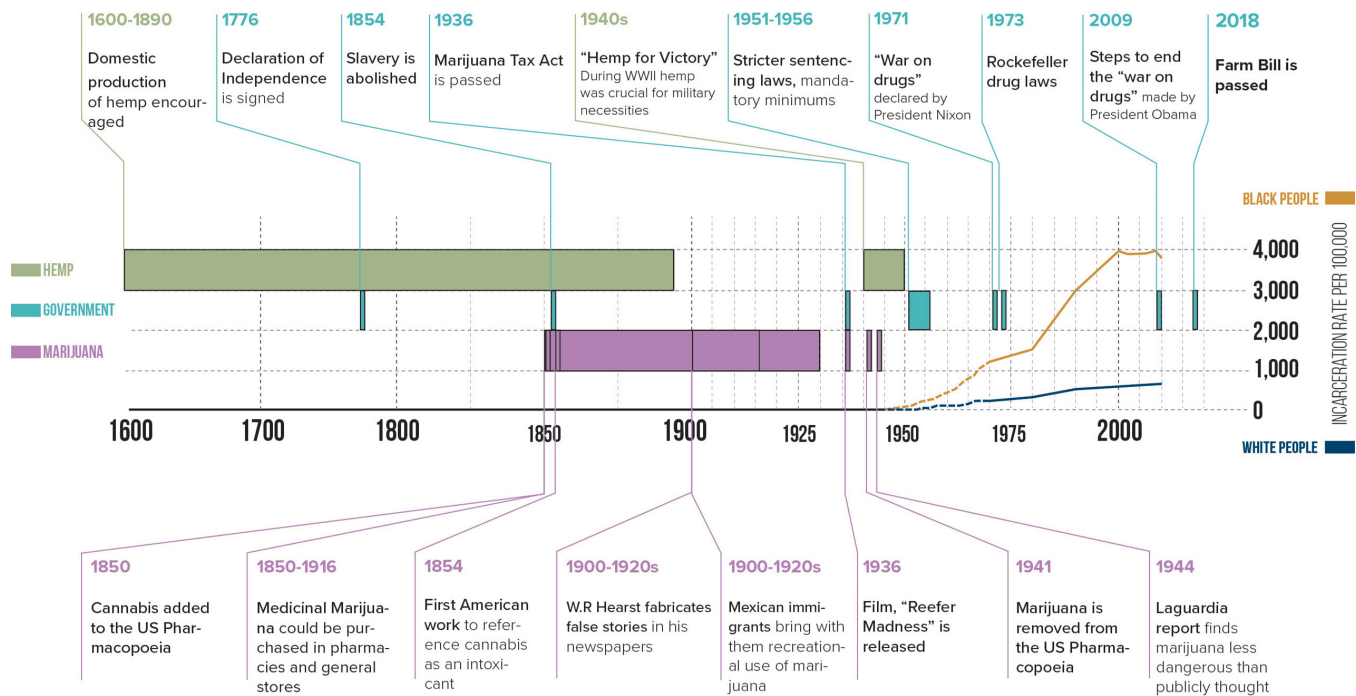 1600-1890
Domestic
production
of hemp encour-
aged
1776
Declaration of
Independence
is signed
1854
Slavery is
abolished
1936
Marijuana Tax Act
is passed
1940s
“Hemp for Victory”
During WWII hemp
was crucial for military
necessities
1951-1956
Stricter sentenc-
ing laws, manda-
tory minimums
1971
“War on
drugs”
declared by
President Nixon
1973
Rockefeller
drug laws
2009
Steps to end
the “war on
drugs” made by
President Obama
2018
Farm Bill is
passed
BLACK PEOPLE
HEMP
GOVERNMENT
MARIJUANA
4,000
3,000
2,000
1,000
0
INCARCERATION RATE PER 100,000
1600
1700
1800
1850
1900
1925
1950
1975
2000
WHITE PEOPLE
1850
Cannabis added
to the US Phar-
macopoeia
1850-1916
Medicinal Marijua-
na could be pur-
chased in pharma-
cies and general
stores
1854
First American
work to refer-
ence cannabis
as an intoxi-
cant
1900-1920s
W.R Hearst fabricates
false stories in his
newspapers
1900-1920s
Mexican immi-
grants bring with
them recreation-
al use of mari-
juana
1936
Film, “Reefer
Madness” is
released
1941
Marijuana is
removed from
the US Pharma-
copoeia
1944
Laguardia
report finds
marijuana less
dangerous than
publicly thought